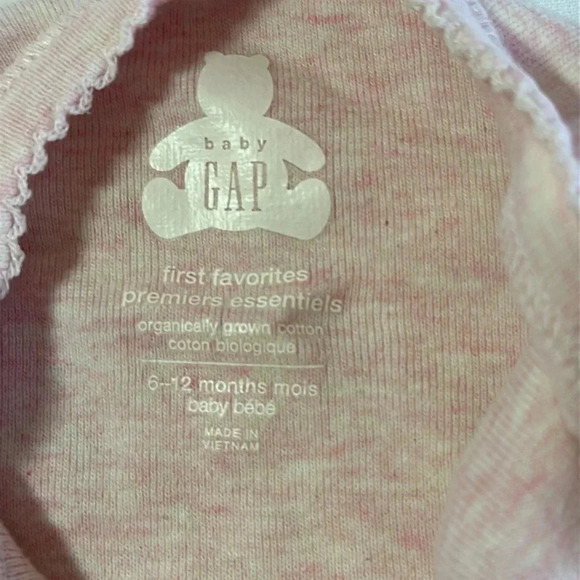 baby
GAP
first favorites
premiers essentiels
organically grown cotton
coton biologique
6–12 months mois
baby bébé
MADE IN
VIETNAM